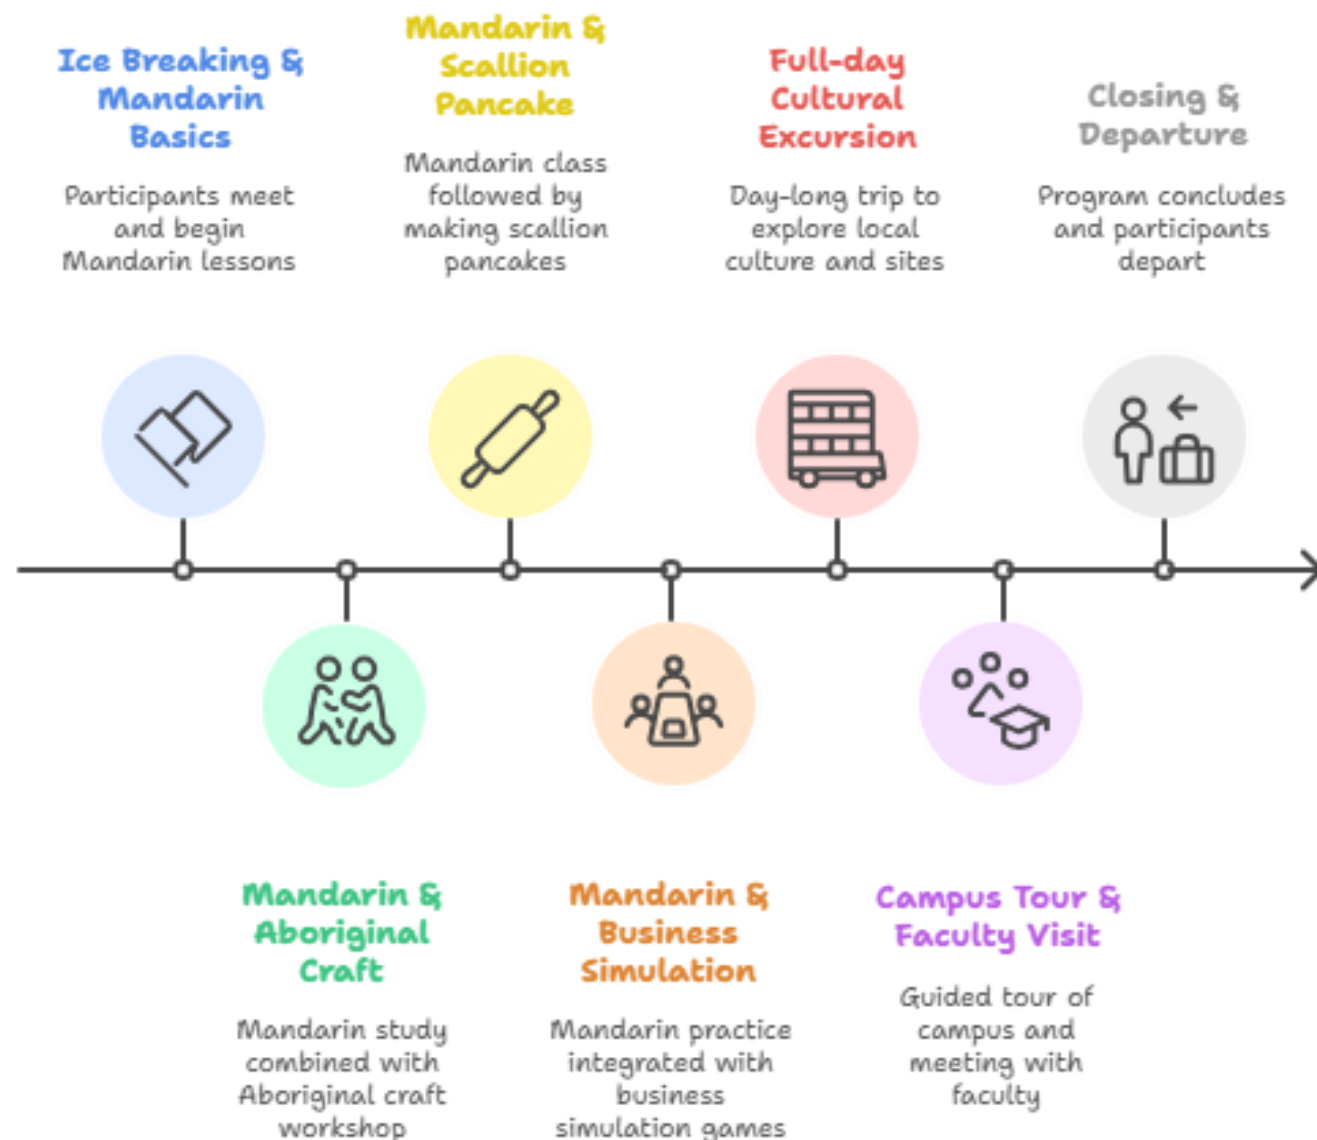 Ice Breaking &
Mandarin
Basics
Participants meet
and begin
Mandarin lessons
Mandarin &
Scallion
Pancake
Mandarin class
followed by
making scallion
pancakes
Full-day
Cultural
Excursion
Day-long trip to
explore local
culture and sites
Closing &
Departure
Program concludes
and participants
depart
Mandarin &
Aboriginal
Craft
Mandarin study
combined with
Aboriginal craft
workshop
Mandarin &
Business
Simulation
Mandarin practice
integrated with
business
simulation games
Campus Tour &
Faculty Visit
Guided tour of
campus and
meeting with
faculty